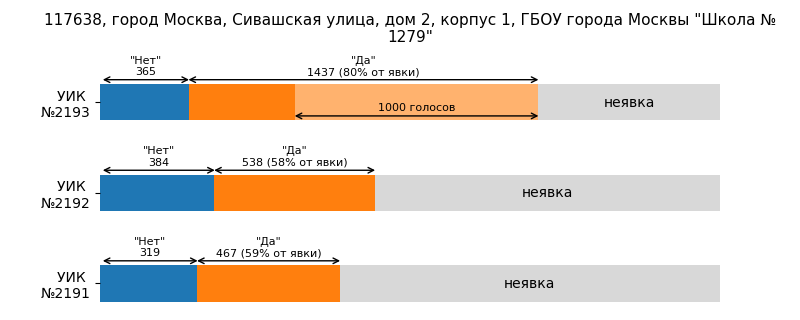 117638, город Москва, Сивашская улица, дом 2, корпус 1, ГБОУ города Москвы "Школа №
1279"
"Нет"
365
"Да"
1437 (80% от явки)
УИК
№2193
1000 голосов
неявка
"Нет"
384
"Да"
538 (58% от явки)
УИК
№2192
неявка
"Нет"
319
"Да"
467 (59% от явки)
УИК
№2191
неявка